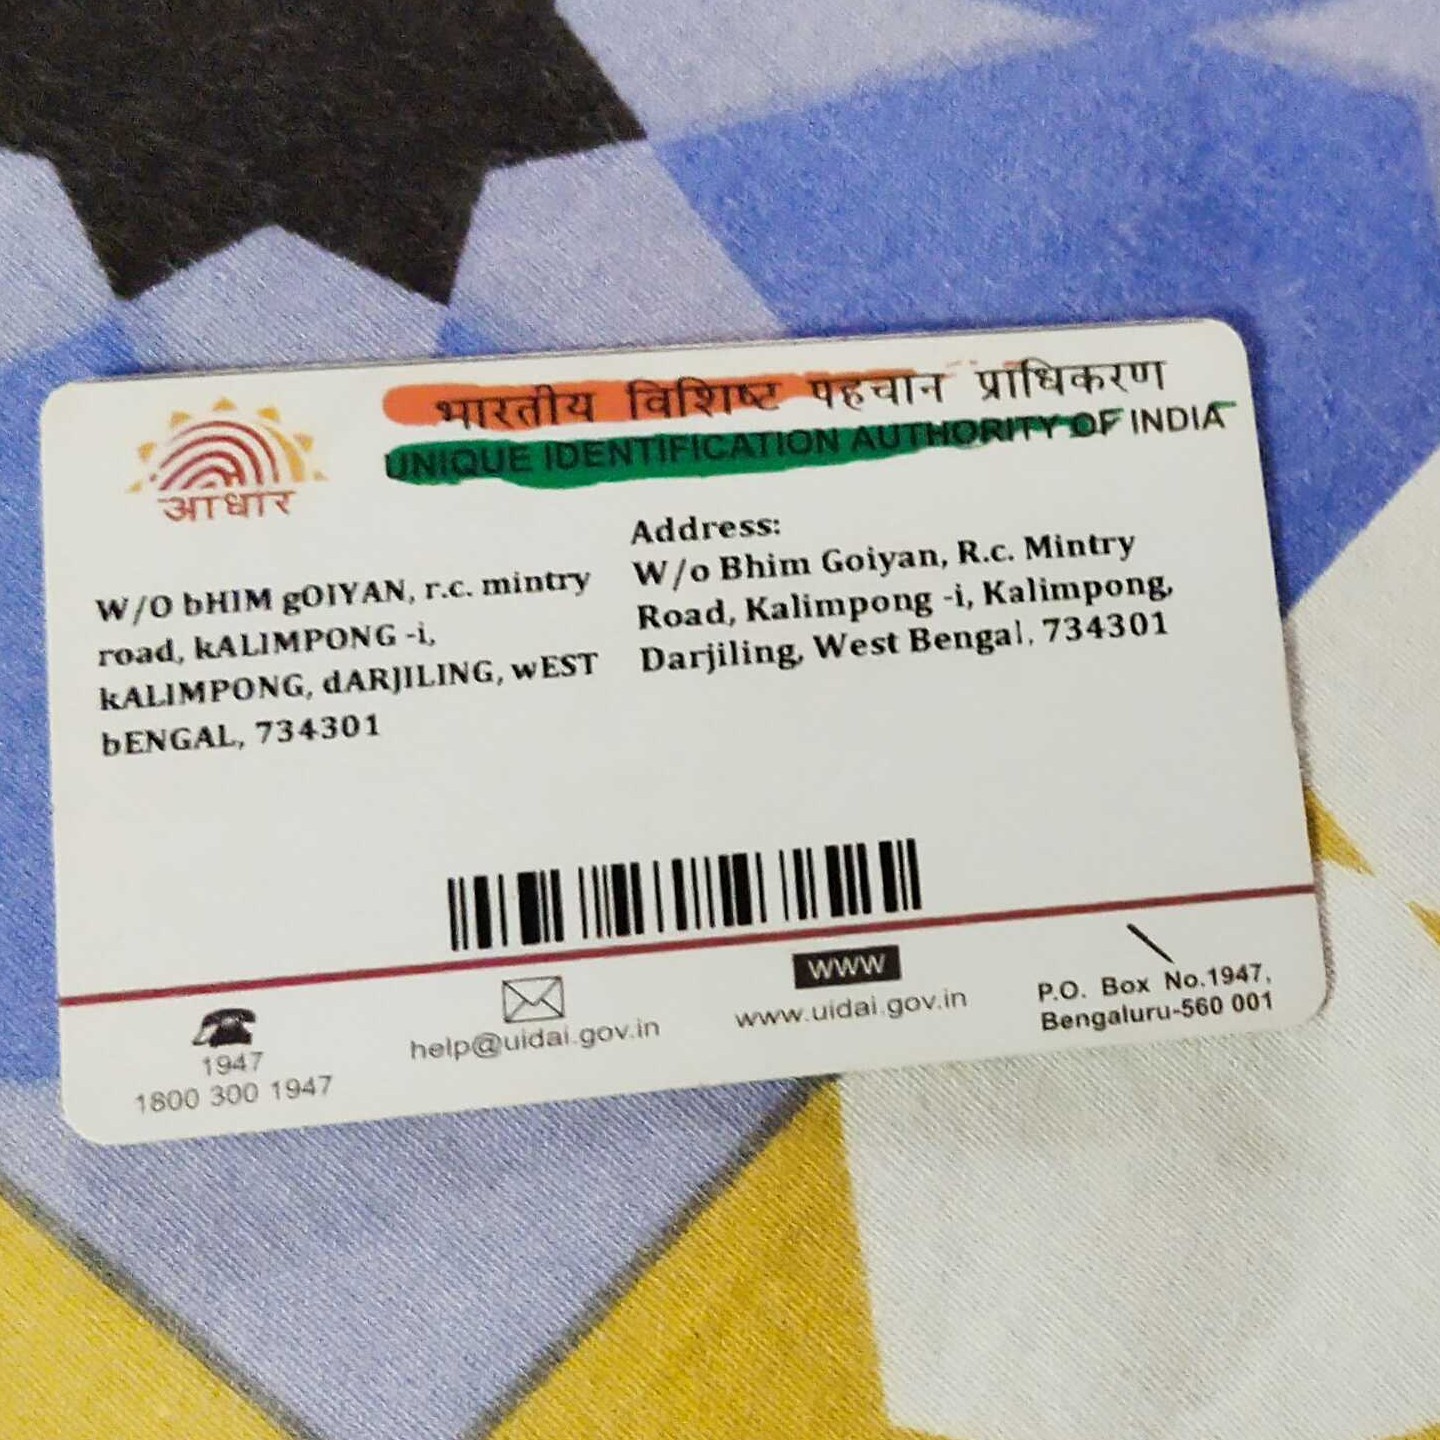 भारतीय विशिष्ट पहचान प्राधिकरण
UNIQUE IDENTIFICATION AUTHORITY OF INDIA
आधार
W/O bHIM gOIYAN, r.c. mintry
road, kALIMPONG -i,
kALIMPONG, dARJILING, wEST
bENGAL, 734301
Address:
W/o Bhim Goiyan, R.c. Mintry
Road, Kalimpong -i, Kalimpong,
Darjiling, West Bengal, 734301
1947
1800 300 1947
help@uidai.gov.in
WWW
www.uidai.gov.in
P.O. Box No.1947,
Bengaluru-560 001